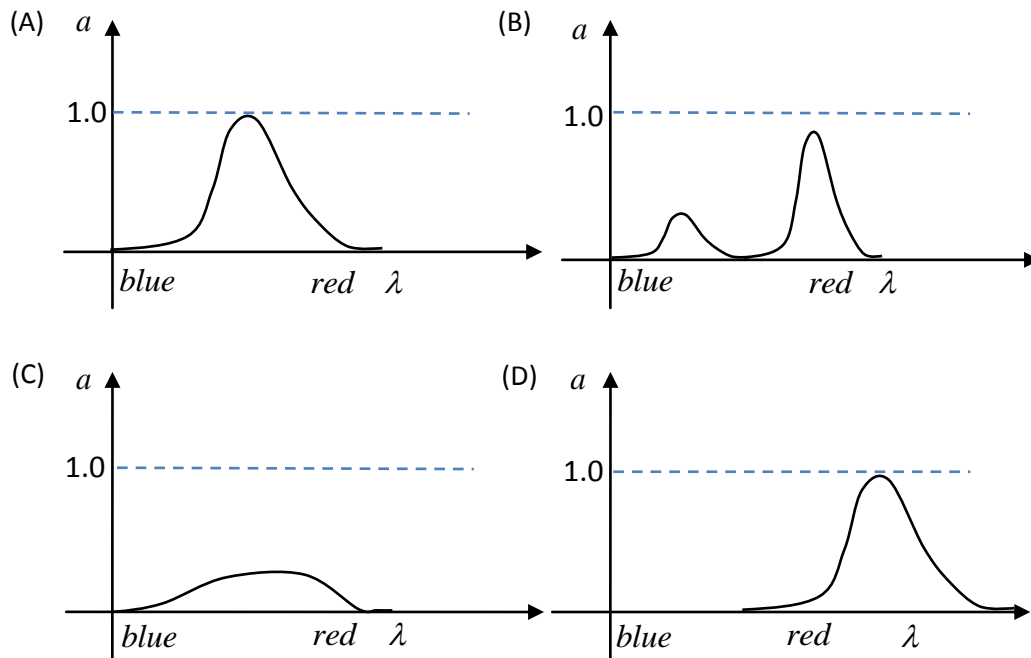 (A) a
1.0
blue red λ
(B) a
1.0
blue red λ
(C) a
1.0
blue red λ
(D) a
1.0
blue red λ